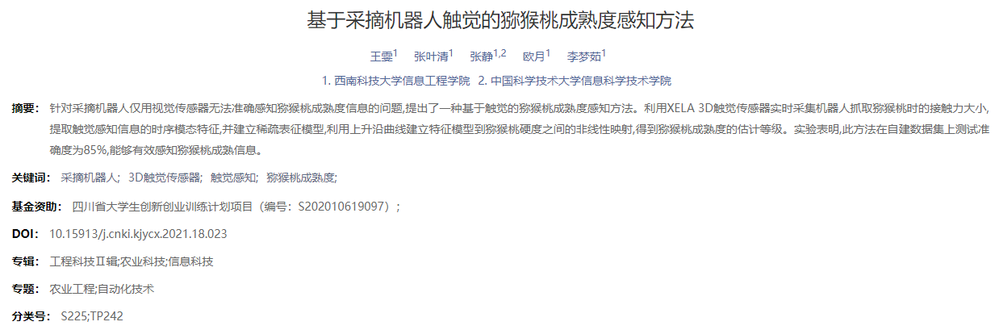 基于采摘机器人触觉的猕猴桃成熟度感知方法
王雯1 张叶清1 张静1,2 欧月1 李梦茹1
1. 西南科技大学信息工程学院 2. 中国科学技术大学信息科学技术学院
摘要： 针对采摘机器人仅用视觉传感器无法准确感知猕猴桃成熟度信息的问题,提出了一种基于触觉的猕猴桃成熟度感知方法。利用XELA 3D触觉传感器实时采集机器人抓取猕猴桃时的接触力大小,
提取触觉感知信息的时序模态特征,并建立稀疏表征模型,利用上升沿曲线建立特征模型到猕猴桃硬度之间的非线性映射,得到猕猴桃成熟度的估计等级。实验表明,此方法在自建数据集上测试准
确度为85%,能够有效感知猕猴桃成熟信息。
关键词： 采摘机器人; 3D触觉传感器; 触觉感知; 猕猴桃成熟度;
基金资助： 四川省大学生创新创业训练计划项目（编号：S202010619097）;
DOI： 10.15913/j.cnki.kjycx.2021.18.023
专辑： 工程科技Ⅱ辑;农业科技;信息科技
专题： 农业工程;自动化技术
分类号： S225;TP242